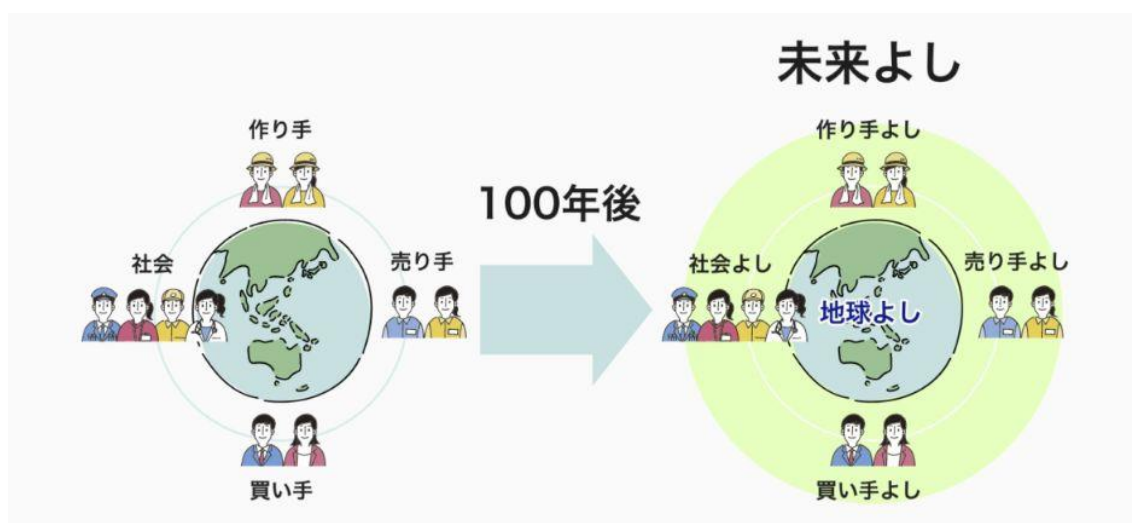 未来よし
作り手
作り手よし
100年後
社会
売り手
社会よし
売り手よし
地球よし
買い手
買い手よし